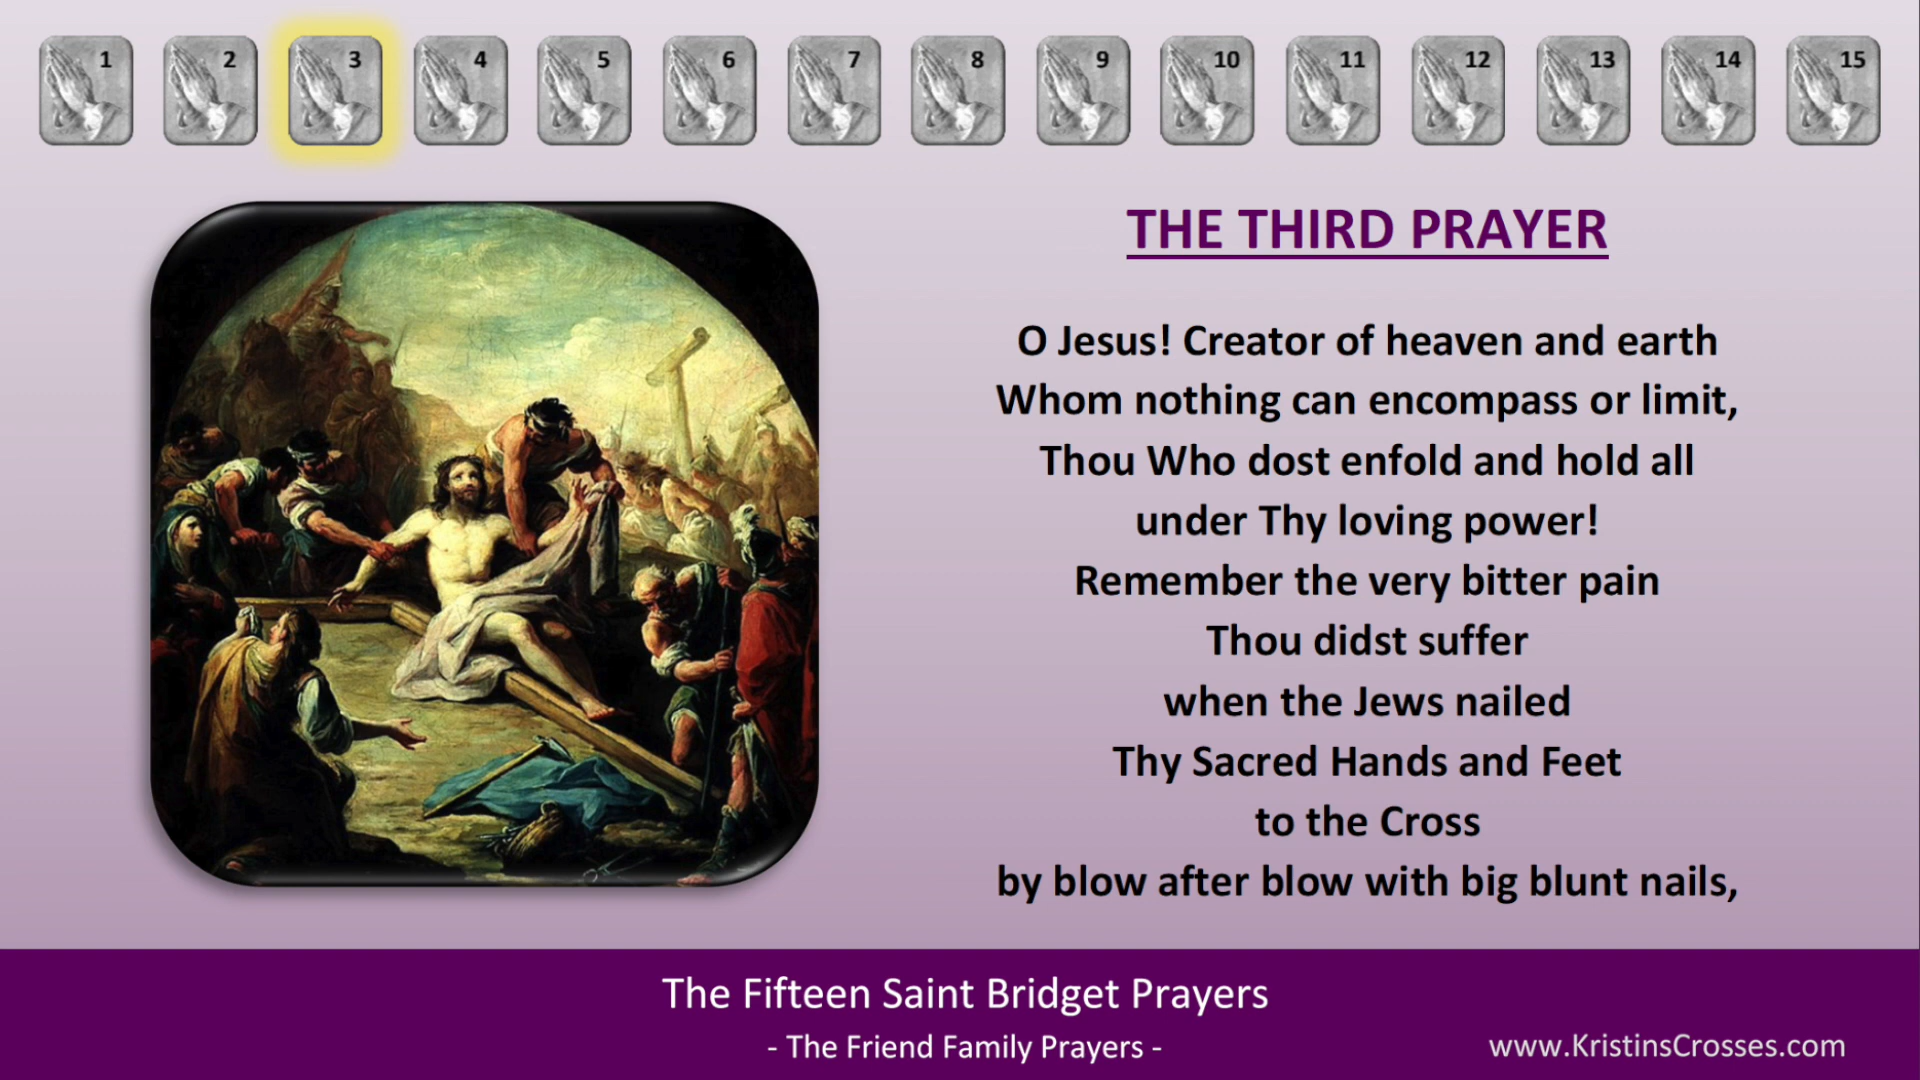 1
2
3
4
5
6
7
8
9
10
11
12
13
14
15
THE THIRD PRAYER
O Jesus! Creator of heaven and earth
Whom nothing can encompass or limit,
Thou Who dost enfold and hold all
under Thy loving power!
Remember the very bitter pain
Thou didst suffer
when the Jews nailed
Thy Sacred Hands and Feet
to the Cross
by blow after blow with big blunt nails,
The Fifteen Saint Bridget Prayers
- The Friend Family Prayers -
www.KristinsCrosses.com